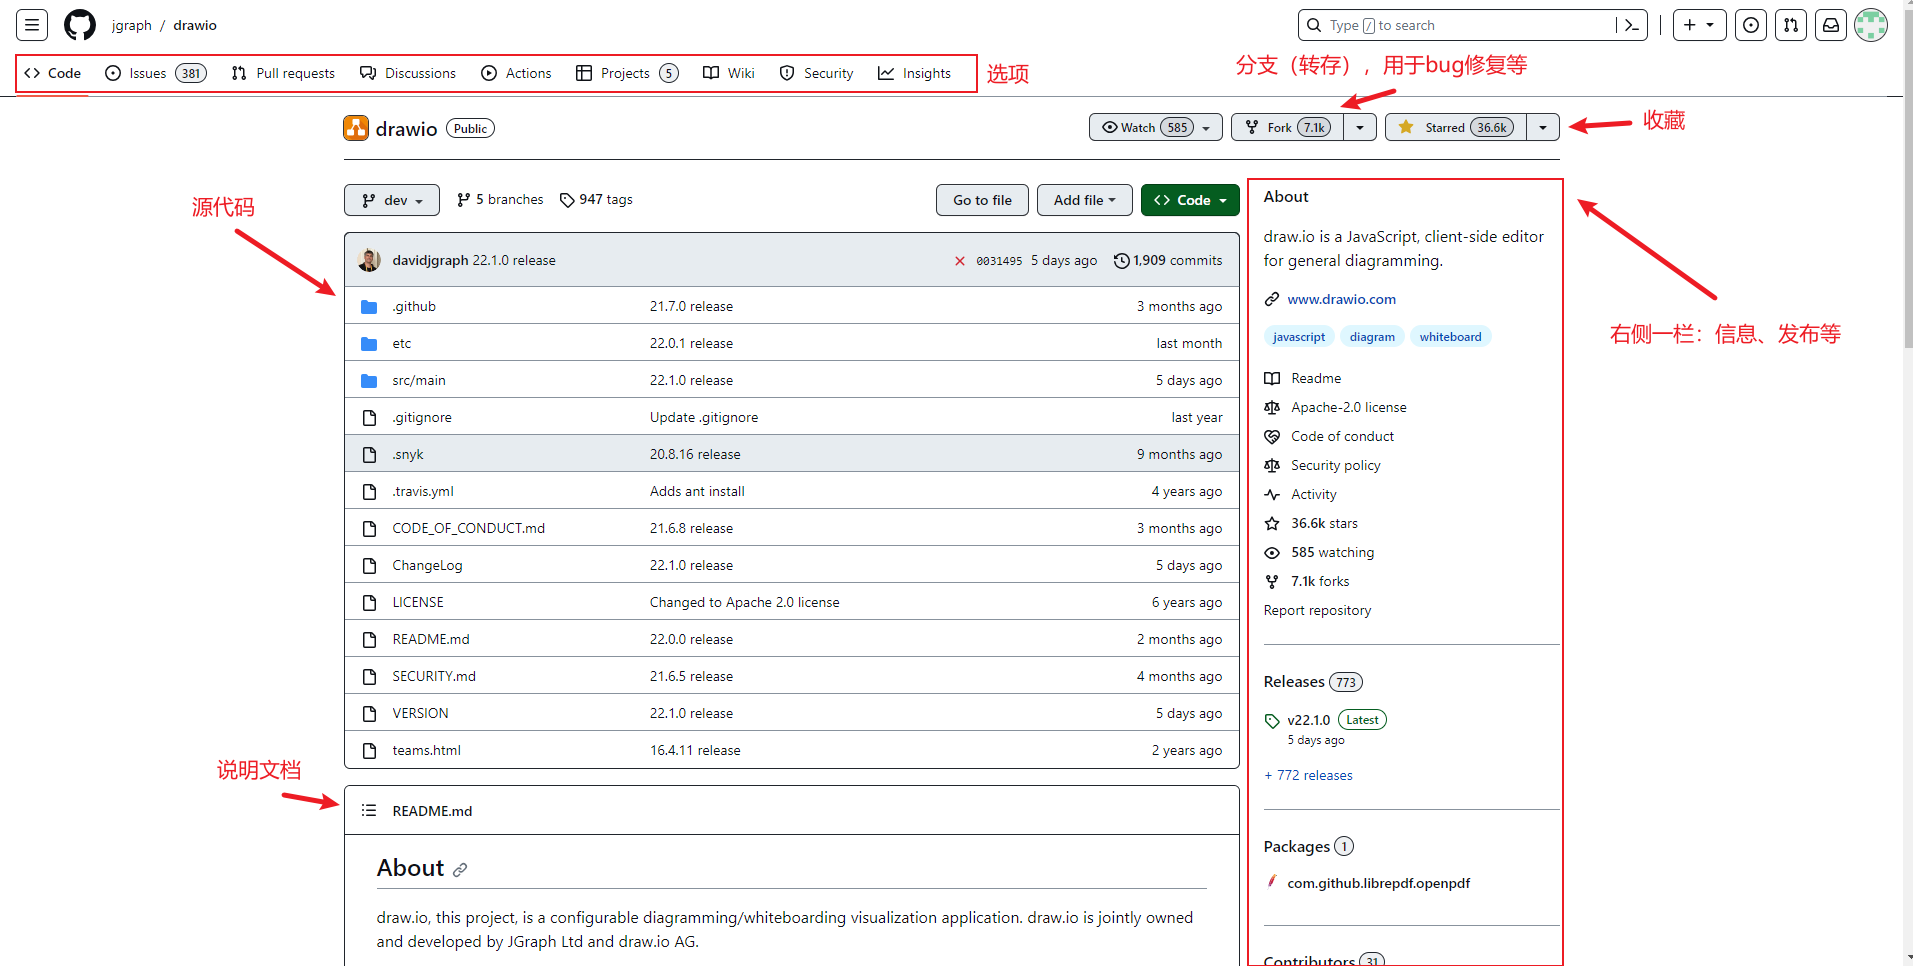 jgraph / drawio
Type / to search
Code Issues 381 Pull requests Discussions Actions Projects 5 Wiki Security Insights
选项
分支（转存），用于bug修复等
drawio Public
Watch 585 Fork 7.1k Starred 36.6k
收藏
源代码
dev 5 branches 947 tags Go to file Add file Code
davidjgraph 22.1.0 release 0031495 5 days ago 1,909 commits
.github 21.7.0 release 3 months ago
etc 22.0.1 release last month
src/main 22.1.0 release 5 days ago
.gitignore Update .gitignore last year
.snyk 20.8.16 release 9 months ago
.travis.yml Adds ant install 4 years ago
CODE_OF_CONDUCT.md 21.6.8 release 3 months ago
ChangeLog 22.1.0 release 5 days ago
LICENSE Changed to Apache 2.0 license 6 years ago
README.md 22.0.0 release 2 months ago
SECURITY.md 21.6.5 release 4 months ago
VERSION 22.1.0 release 5 days ago
teams.html 16.4.11 release 2 years ago
说明文档
README.md
About
draw.io, this project, is a configurable diagramming/whiteboarding visualization application. draw.io is jointly owned
and developed by JGraph Ltd and draw.io AG.
About
draw.io is a JavaScript, client-side editor
for general diagramming.
www.drawio.com
javascript diagram whiteboard
Readme
Apache-2.0 license
Code of conduct
Security policy
Activity
36.6k stars
585 watching
7.1k forks
Report repository
Releases 773
v22.1.0 Latest
5 days ago
+ 772 releases
Packages 1
com.github.librepdf.openpdf
Contributors 31
右侧一栏：信息、发布等